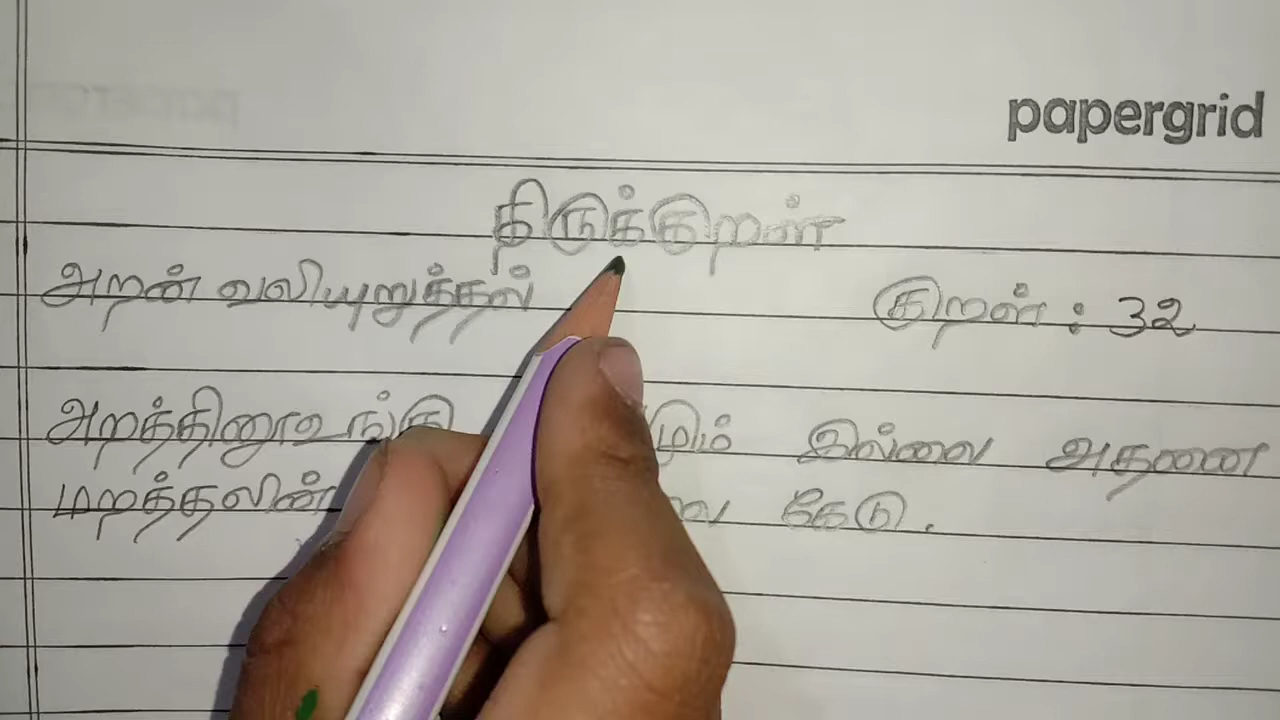 papergrid
திருக்குறள்
அறன் வலியுறுத்தல் குறள் : 32
அறத்தினூஉங்கு இல்லை அதனை
மறத்தலின் கேடு.